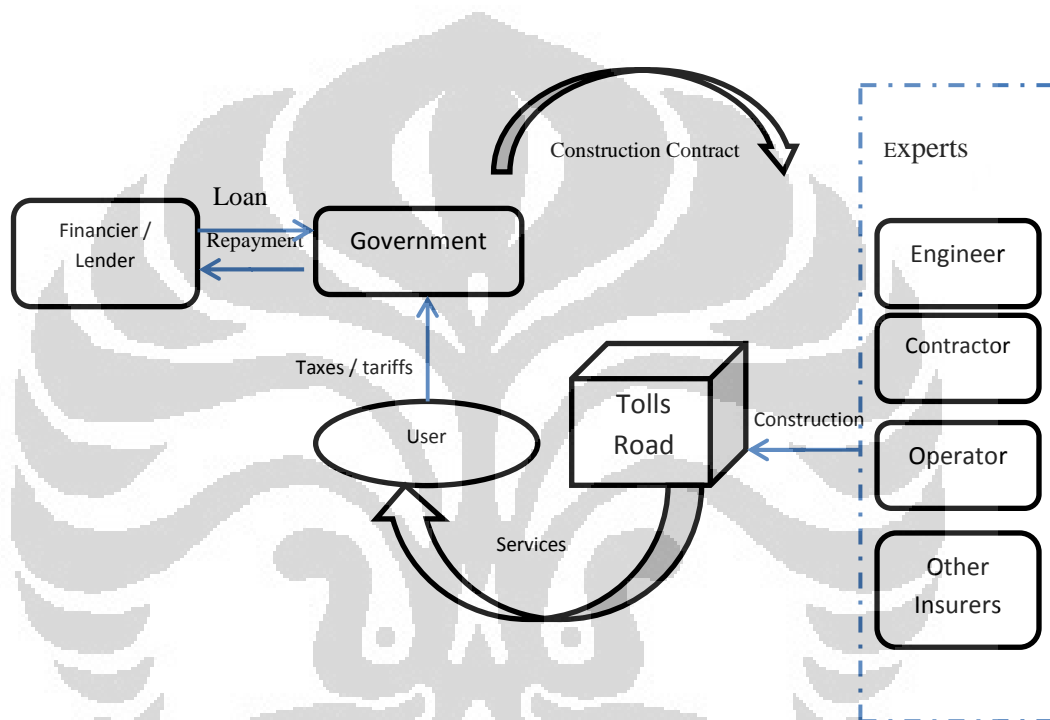 Construction Contract
Experts
Loan
Financier /
Lender
Repayment
Government
Engineer
Contractor
Taxes / tariffs
Tolls
Road
Construction
User
Operator
Services
Other
Insurers